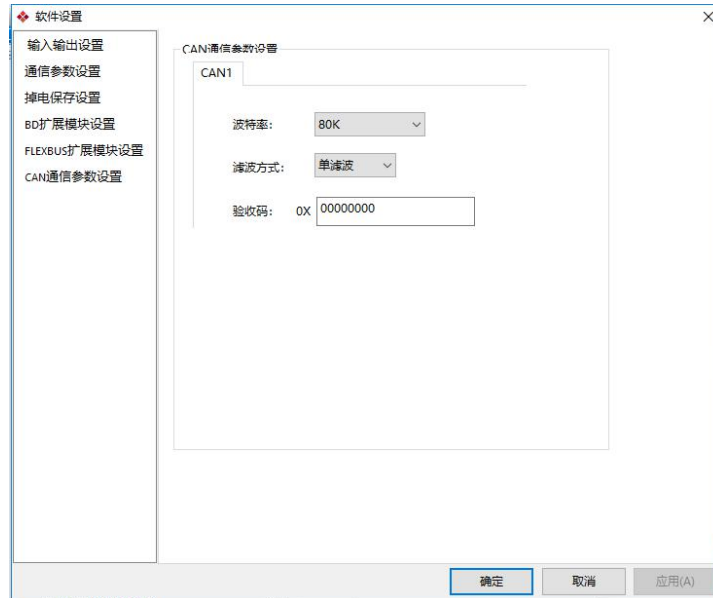 软件设置
输入输出设置
通信参数设置
掉电保存设置
BD扩展模块设置
FLEXBUS扩展模块设置
CAN通信参数设置
CAN通信参数设置
CAN1
波特率: 80K
滤波方式: 单滤波
验收码: 0X 00000000
确定 取消 应用(A)